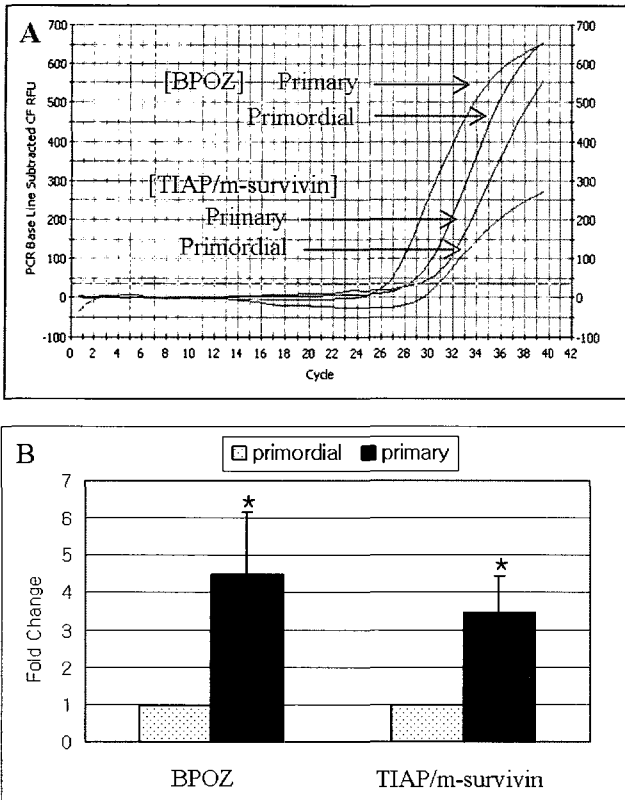 A
PCR Base Line Subtracted CF RFU
700
600
500
400
300
200
100
0
-100
700
600
500
400
300
200
100
0
-100
[BPOZ] Primary
Primordial
[TIAP/m-survivin]
Primary
Primordial
0 2 4 6 8 10 12 14 16 18 20 22 24 26 28 30 32 34 36 38 40 42
Cycle
B
primordial primary
Fold Change
7
6
5
4
3
2
1
0
*
*
BPOZ TIAP/m-survivin